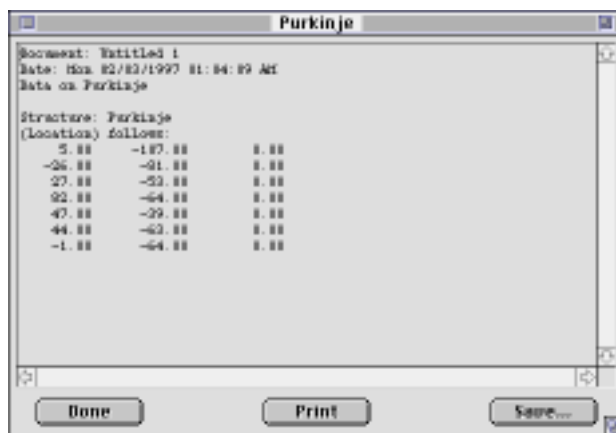 Purkinje
Document: Untitled 1
Date: Mon 02/03/1997 01:04:09 AM
Data on Purkinje
Structure: Purkinje
(Location) follows:
5.00 -107.00 0.00
-26.00 -91.00 0.00
27.00 -53.00 0.00
-64.00 0.00
47.00 -39.00 0.00
44.00 -63.00 0.00
-1.00 -64.00 0.00
Done Print Save...